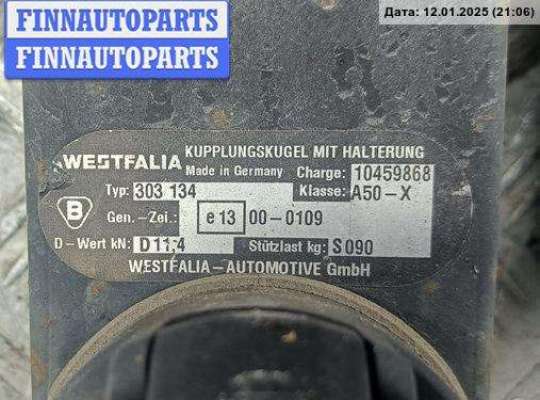 FINNAUTOPARTS
FINNAUTOPARTS
Дата: 12.01.2025 (21:06)
WESTFALIA KUPPLUNGSKUGEL MIT HALTERUNG
Made in Germany Charge: 10459868
Typ: 303 134 Klasse: A50-X
B Gen.-Zei.: e13 00-0109
D-Wert kN: D11,4 Stützlast kg: S090
WESTFALIA-AUTOMOTIVE GmbH